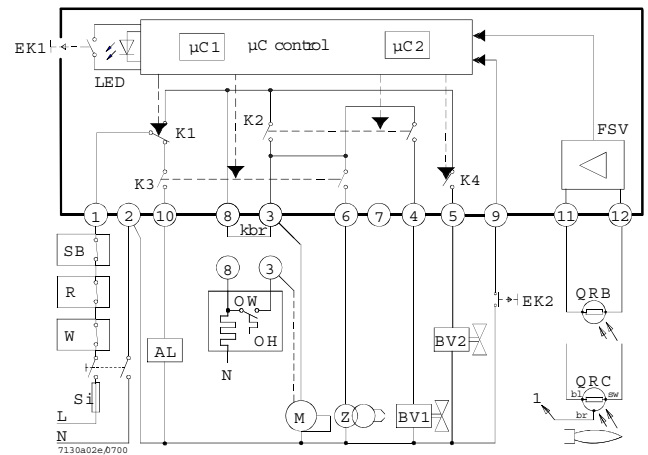 EK1
µC1
µC control
µC2
LED
FSV
K1
K2
K3
K4
1
2
10
8
3
6
7
4
5
9
11
12
kbr
SB
R
W
8
3
OW
OH
N
AL
EK2
QRB
BV2
QRC
bl
sw
1
br
Si
L
N
M
Z
BV1
7130a02e/0700